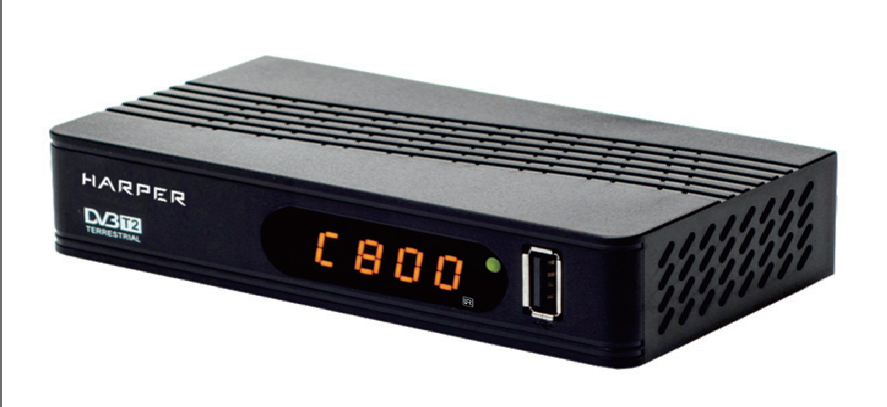 HARPER
DVB T2
TERRESTRIAL
C800